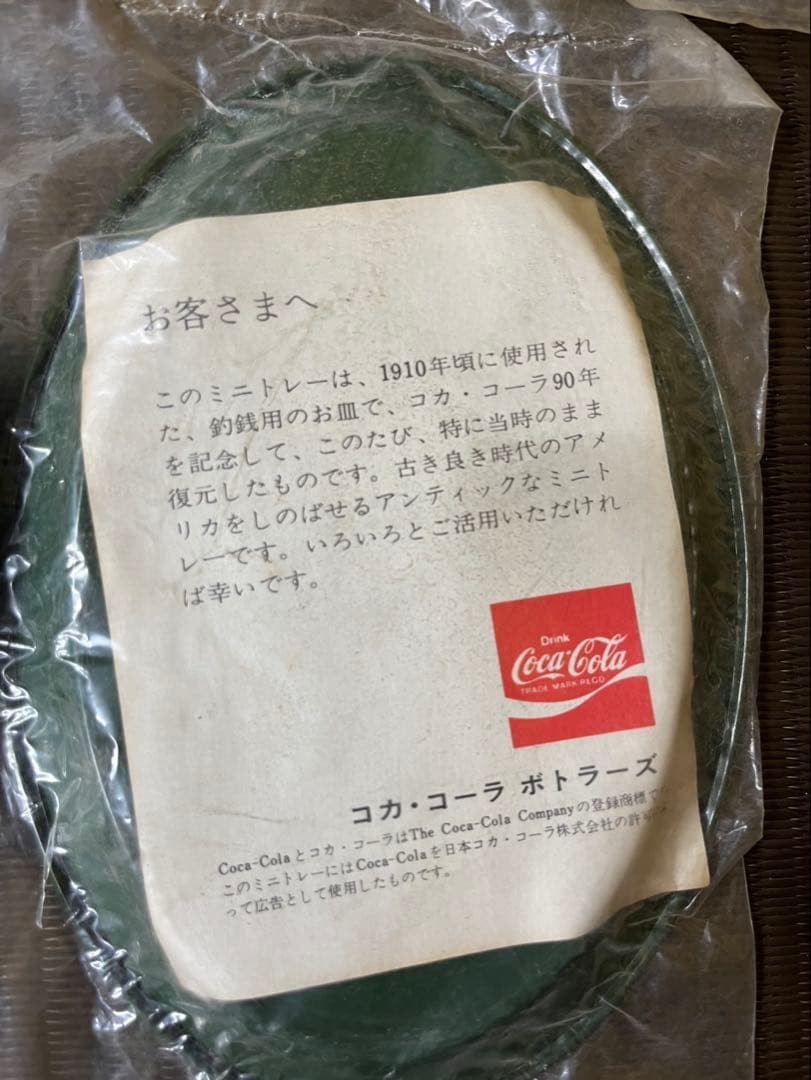 お客さまへ
このミニトレーは、1910年頃に使用され
た、釣銭用のお皿で、コカ・コーラ90年
を記念して、このたび、特に当時のまま
復元したものです。古き良き時代のアメ
リカをしのばせるアンティックなミニト
レーです。いろいろとご活用いただけれ
ば幸いです。
Drink
Coca-Cola
TRADE MARK REGD
コカ・コーラ ボトラーズ
Coca-Colaとコカ・コーラはThe Coca-Cola Companyの登録商標で
このミニトレーにはCoca-Colaを日本コカ・コーラ株式会社の許
って広告として使用したものです。